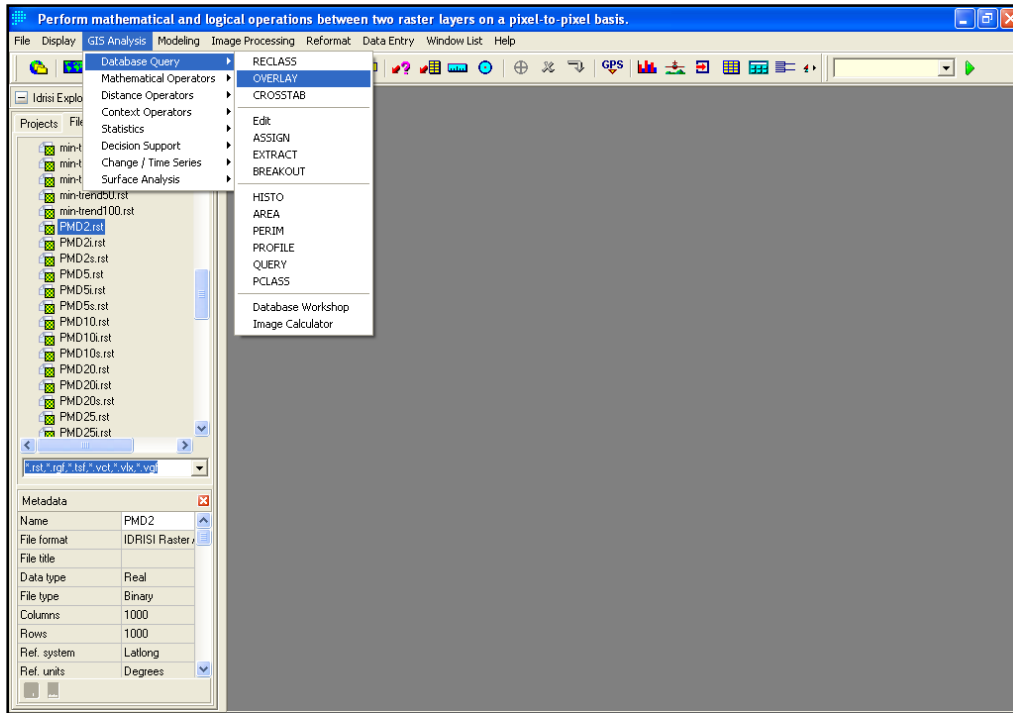 Perform mathematical and logical operations between two raster layers on a pixel-to-pixel basis.
File Display GIS Analysis Modeling Image Processing Reformat Data Entry Window List Help
Database Query
Mathematical Operators
Distance Operators
Context Operators
Statistics
Decision Support
Change / Time Series
Surface Analysis
RECLASS
OVERLAY
CROSSTAB
Edit
ASSIGN
EXTRACT
BREAKOUT
HISTO
AREA
PERIM
PROFILE
QUERY
PCLASS
Database Workshop
Image Calculator
GPS
Idrisi Explo
Projects File
min-t
min-t
min-t
min-trend50.rst
min-trend100.rst
PMD2.rst
PMD2i.rst
PMD2s.rst
PMD5.rst
PMD5i.rst
PMD5s.rst
PMD10.rst
PMD10i.rst
PMD10s.rst
PMD20.rst
PMD20i.rst
PMD20s.rst
PMD25.rst
PMD25i.rst
*.rst,*.rgf,*.tsf,*.vct,*.vlx,*.vgf
Metadata
Name PMD2
File format IDRISI Raster
File title
Data type Real
File type Binary
Columns 1000
Rows 1000
Ref. system Latlong
Ref. units Degrees